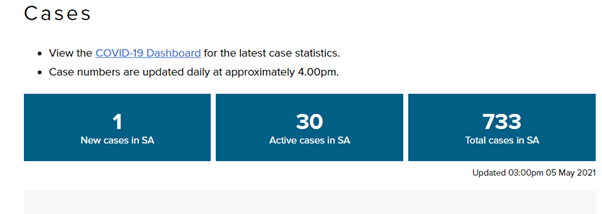 Cases
View the COVID-19 Dashboard for the latest case statistics.
Case numbers are updated daily at approximately 4.00pm.
1
New cases in SA
30
Active cases in SA
733
Total cases in SA
Updated 03:00pm 05 May 2021